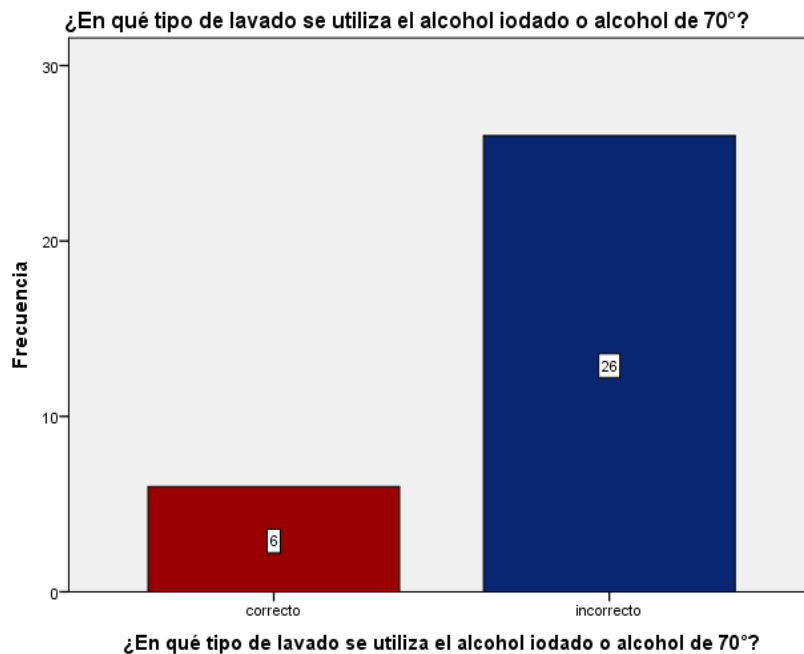 ¿En qué tipo de lavado se utiliza el alcohol iodado o alcohol de 70°?
30
20
10
0
Frecuencia
6
26
correcto
incorrecto
¿En qué tipo de lavado se utiliza el alcohol iodado o alcohol de 70°?